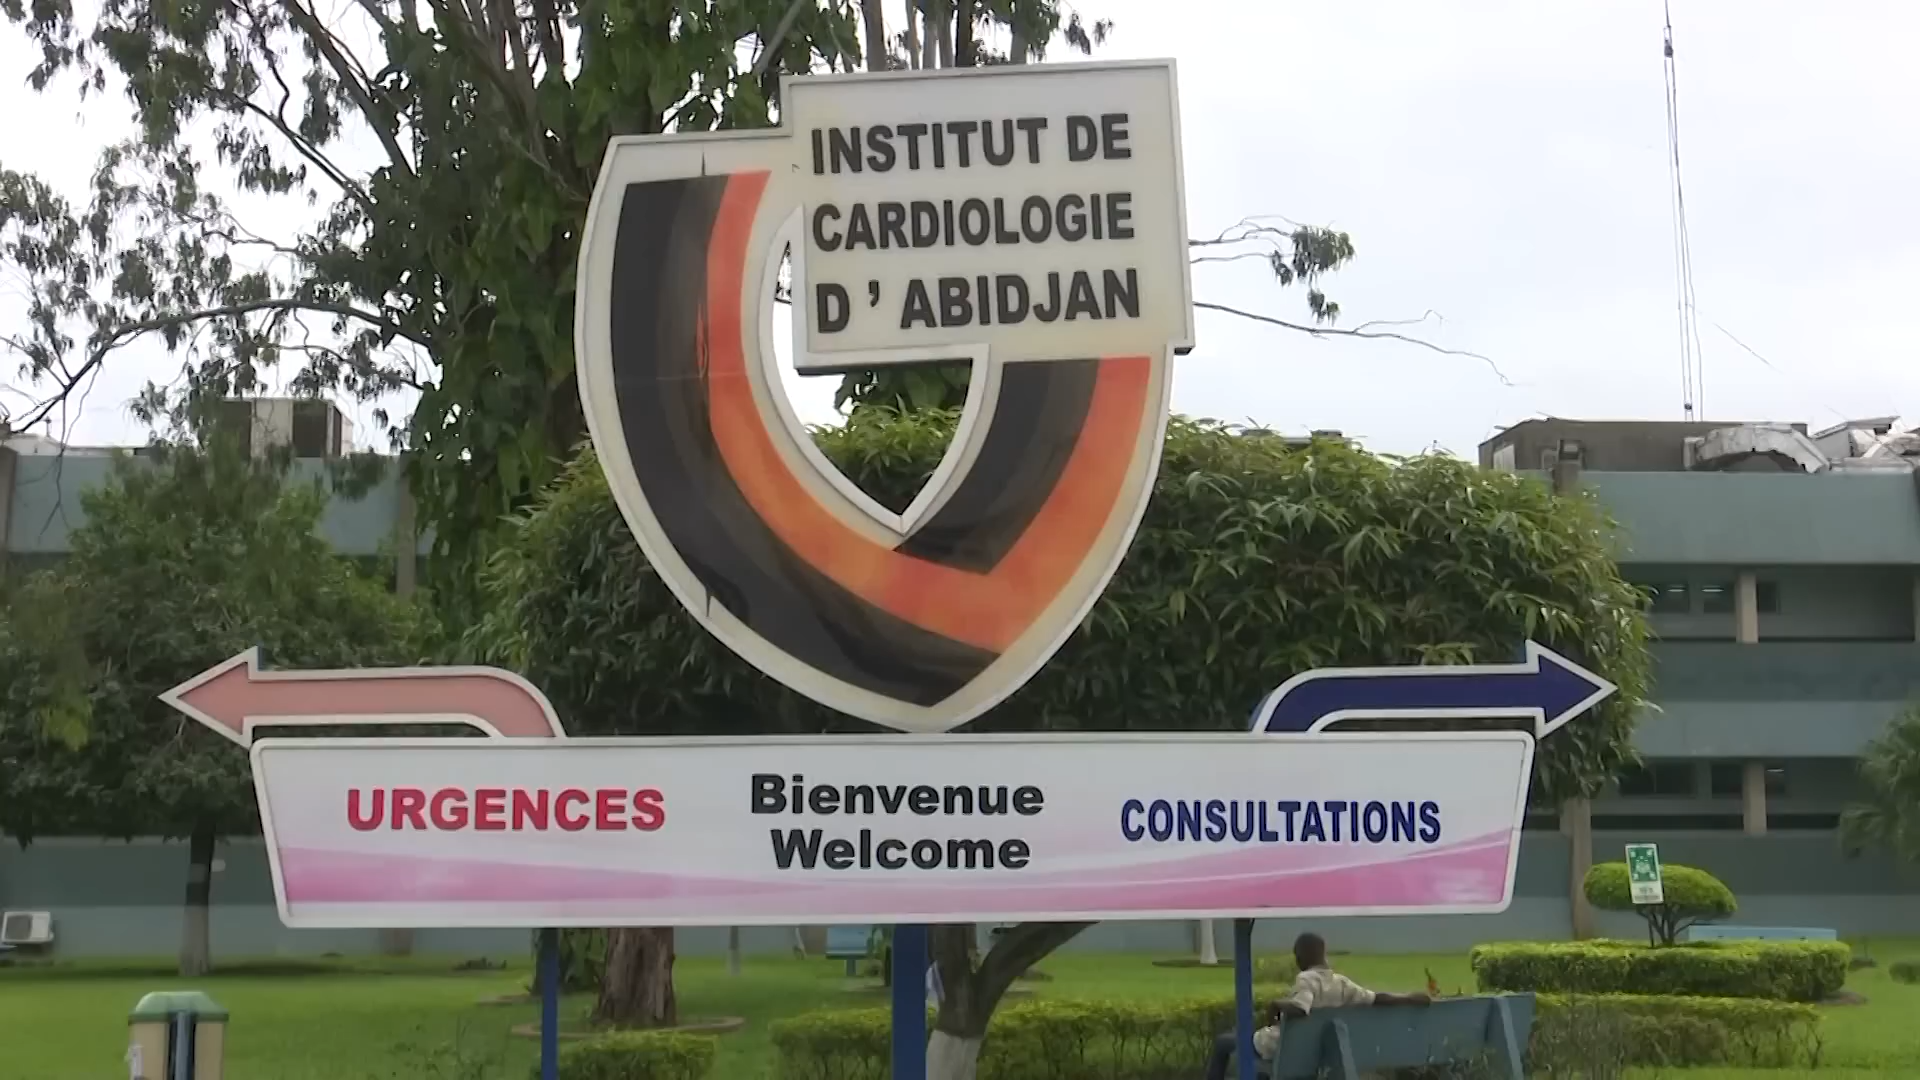 INSTITUT DE
CARDIOLOGIE
D ' ABIDJAN
URGENCES
Bienvenue
Welcome
CONSULTATIONS